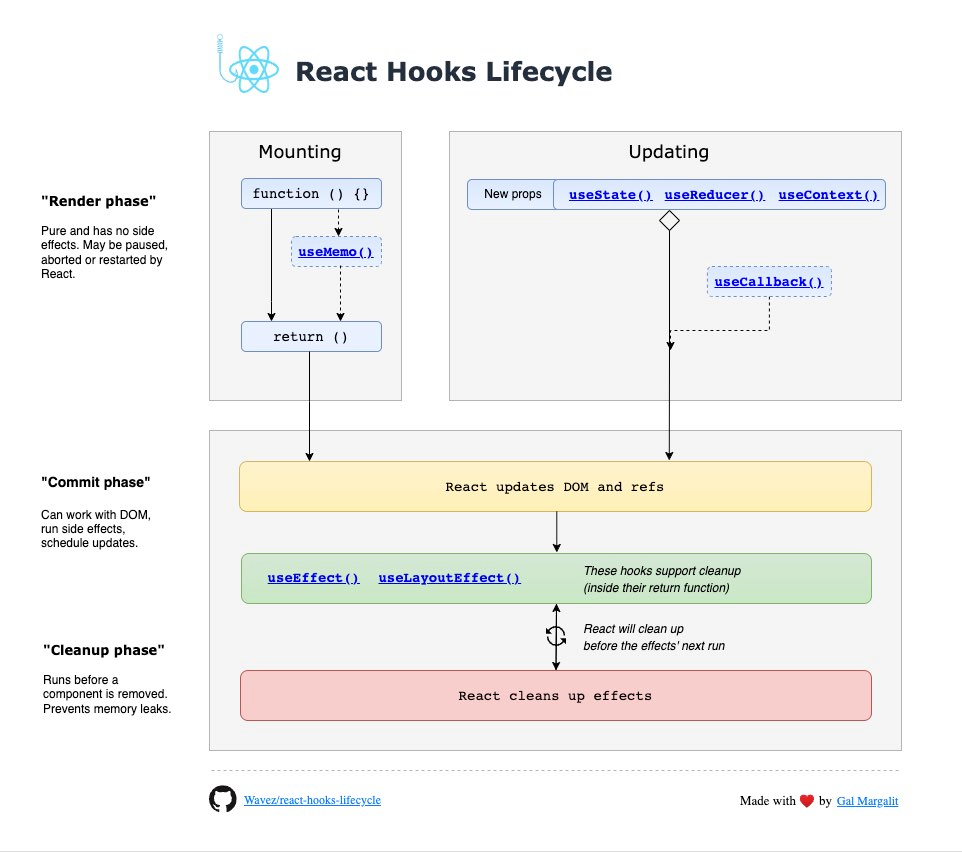 React Hooks Lifecycle
Mounting
Updating
"Render phase"
Pure and has no side
effects. May be paused,
aborted or restarted by
React.
function () {}
useMemo()
return ()
New props
useState() useReducer() useContext()
useCallback()
"Commit phase"
Can work with DOM,
run side effects,
schedule updates.
React updates DOM and refs
useEffect() useLayoutEffect()
These hooks support cleanup
(inside their return function)
React will clean up
before the effects' next run
"Cleanup phase"
Runs before a
component is removed.
Prevents memory leaks.
React cleans up effects
Wavez/react-hooks-lifecycle
Made with ❤️ by Gal Margalit